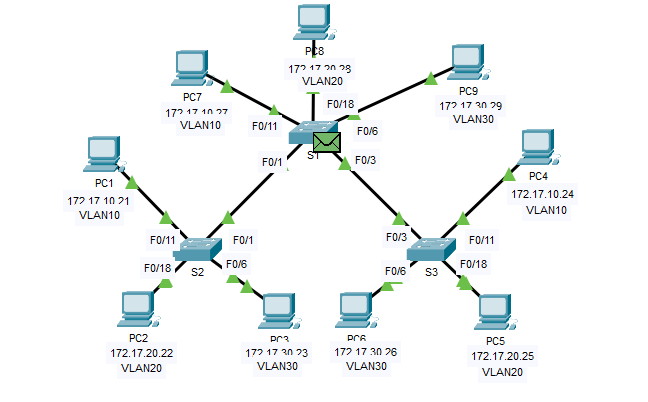 PC8
172.17.20.28
VLAN20
PC7
172.17.10.27
VLAN10
PC9
172.17.30.29
VLAN30
F0/18
F0/11
F0/6
S1
F0/1
F0/3
PC1
172.17.10.21
VLAN10
PC4
172.17.10.24
VLAN10
F0/11
F0/1
F0/18
F0/6
S2
F0/3
F0/11
F0/6
F0/18
S3
PC2
172.17.20.22
VLAN20
PC3
172.17.30.23
VLAN30
PC6
172.17.30.26
VLAN30
PC5
172.17.20.25
VLAN20